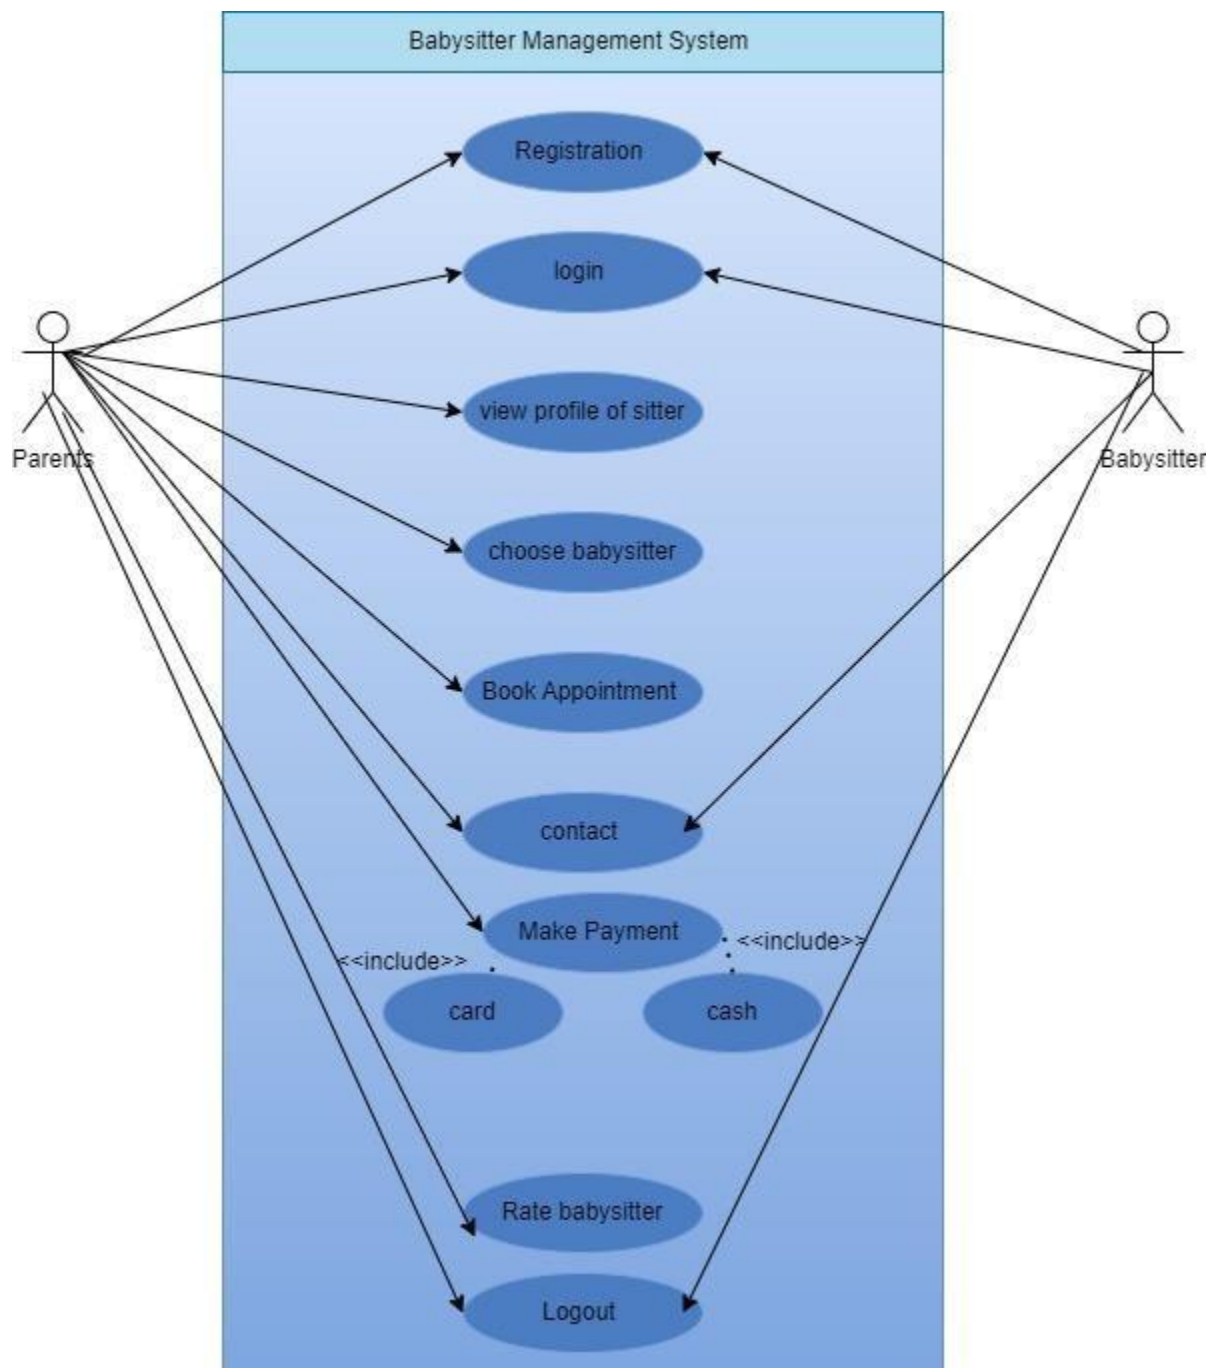 Babysitter Management System
Registration
login
view profile of sitter
Parents
Babysitter
choose babysitter
Book Appointment
contact
Make Payment
<<include>>
<<include>>
card
cash
Rate babysitter
Logout